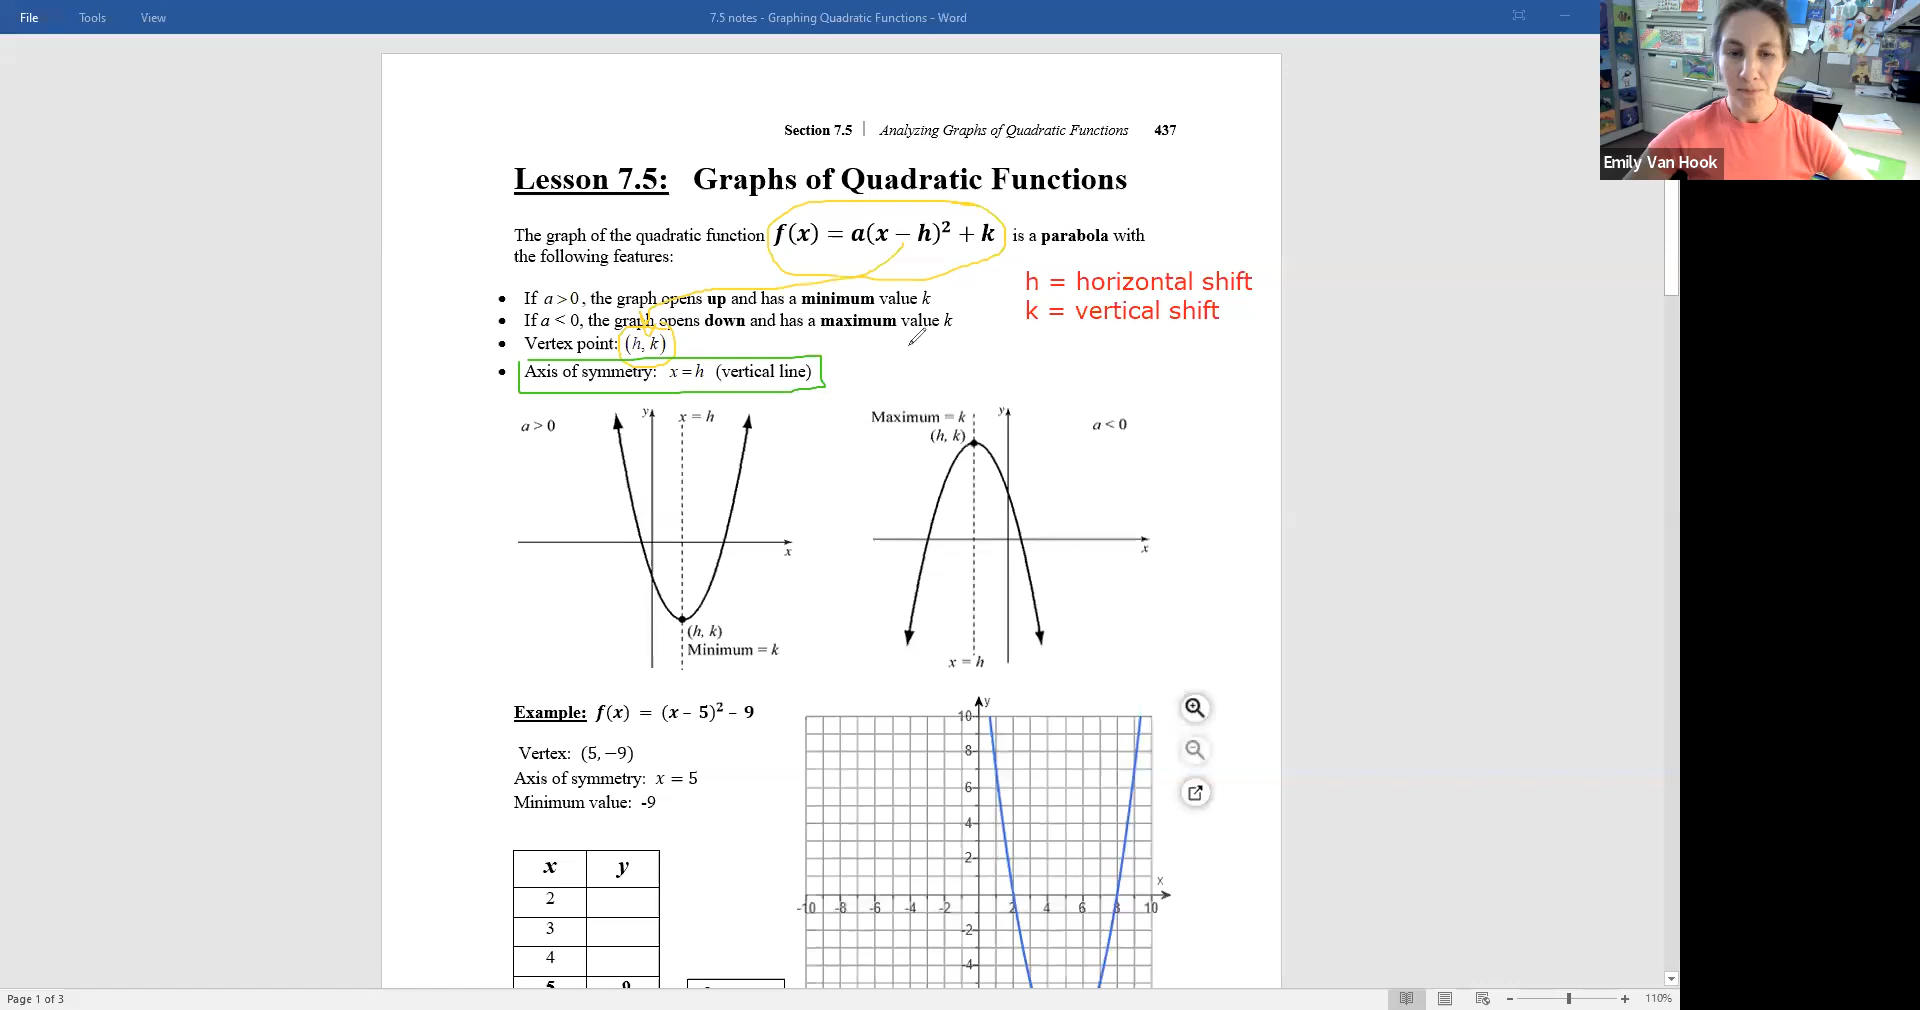 File Tools View 7.5 notes - Graphing Quadratic Functions - Word
Emily Van Hook
Section 7.5 | Analyzing Graphs of Quadratic Functions 437
Lesson 7.5: Graphs of Quadratic Functions
The graph of the quadratic function f(x) = a(x − h)² + k is a parabola with
the following features:
h = horizontal shift
k = vertical shift
• If a > 0, the graph opens up and has a minimum value k
• If a < 0, the graph opens down and has a maximum value k
• Vertex point: (h, k)
• Axis of symmetry: x = h (vertical line)
a > 0
y
x = h
x
(h, k)
Minimum = k
Maximum = k
(h, k)
y
a < 0
x
x = h
Example: f(x) = (x – 5)² – 9
Vertex: (5, −9)
Axis of symmetry: x = 5
Minimum value: -9
x y
2
3
4
5 -9
y
10
8
6
4
2
x
-10 -8 -6 -4 -2 2 4 6 8 10
-2
-4
Page 1 of 3
110%